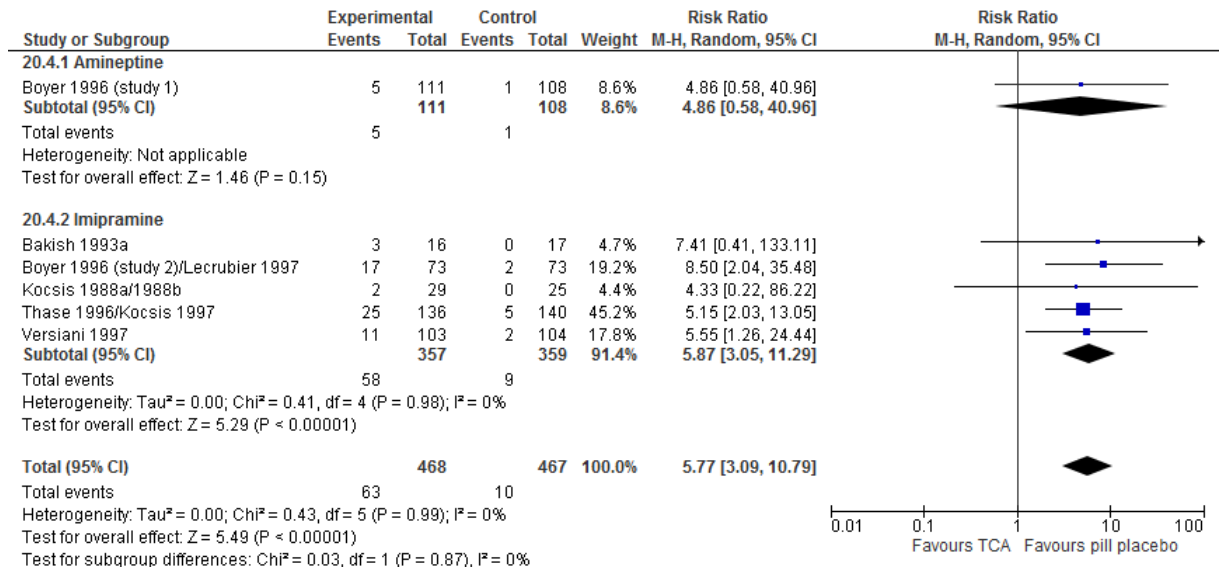 Experimental Control Risk Ratio Risk Ratio
Study or Subgroup Events Total Events Total Weight M-H, Random, 95% CI M-H, Random, 95% CI
20.4.1 Amineptine
Boyer 1996 (study 1) 5 111 1 108 8.6% 4.86 [0.58, 40.96]
Subtotal (95% CI) 111 108 8.6% 4.86 [0.58, 40.96]
Total events 5 1
Heterogeneity: Not applicable
Test for overall effect: Z = 1.46 (P = 0.15)
20.4.2 Imipramine
Bakish 1993a 3 16 0 17 4.7% 7.41 [0.41, 133.11]
Boyer 1996 (study 2)/Lecrubier 1997 17 73 2 73 19.2% 8.50 [2.04, 35.48]
Kocsis 1988a/1988b 2 29 0 25 4.4% 4.33 [0.22, 86.22]
Thase 1996/Kocsis 1997 25 136 5 140 45.2% 5.15 [2.03, 13.05]
Versiani 1997 11 103 2 104 17.8% 5.55 [1.26, 24.44]
Subtotal (95% CI) 357 359 91.4% 5.87 [3.05, 11.29]
Total events 58 9
Heterogeneity: Tau² = 0.00; Chi² = 0.41, df = 4 (P = 0.98); I² = 0%
Test for overall effect: Z = 5.29 (P < 0.00001)
Total (95% CI) 468 467 100.0% 5.77 [3.09, 10.79]
Total events 63 10
Heterogeneity: Tau² = 0.00; Chi² = 0.43, df = 5 (P = 0.99); I² = 0%
Test for overall effect: Z = 5.49 (P < 0.00001)
Test for subgroup differences: Chi² = 0.03, df = 1 (P = 0.87), I² = 0%
0.01 0.1 1 10 100
Favours TCA Favours pill placebo